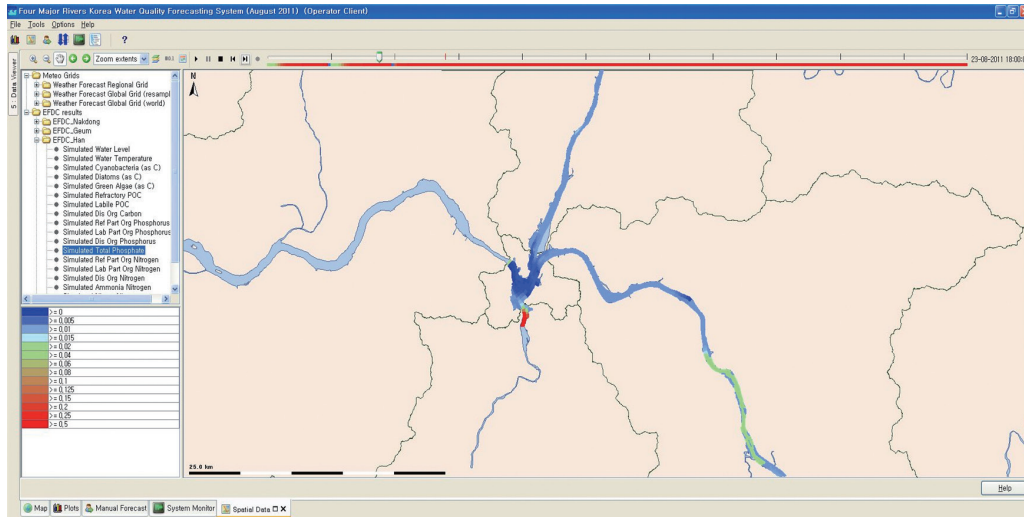 Four Major Rivers Korea Water Quality Forecasting System (August 2011) (Operator Client)
File Tools Options Help
?
Zoom extents
23-08-2011 18:00:0
5 : Data Viewer
Meteo Grids
Weather Forecast Regional Grid
Weather Forecast Global Grid (resampl
Weather Forecast Global Grid (world)
EFDC results
EFDC_Nakdong
EFDC_Geum
EFDC_Han
Simulated Water Level
Simulated Water Temperature
Simulated Cyanobacteria (as C)
Simulated Diatoms (as C)
Simulated Green Algae (as C)
Simulated Refractory POC
Simulated Labile POC
Simulated Dis Org Carbon
Simulated Ref Part Org Phosphorus
Simulated Lab Part Org Phosphorus
Simulated Dis Org Phosphorus
Simulated Total Phosphate
Simulated Ref Part Org Nitrogen
Simulated Lab Part Org Nitrogen
Simulated Dis Org Nitrogen
Simulated Ammonia Nitrogen
>= 0
>= 0,005
>= 0,01
>= 0,015
>= 0,02
>= 0,04
>= 0,06
>= 0,08
>= 0,1
>= 0,125
>= 0,15
>= 0,2
>= 0,25
>= 0,5
N
25.0 km
Help
Map Plots Manual Forecast System Monitor Spatial Data